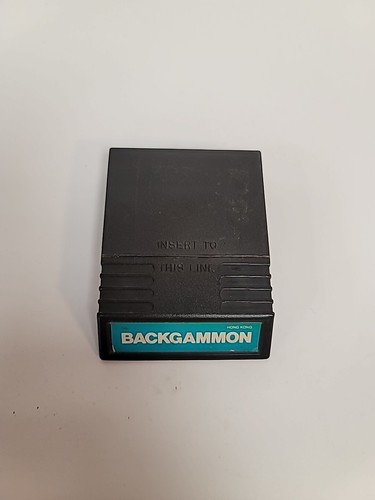 INSERT TO
THIS LINE
HONG KONG
BACKGAMMON